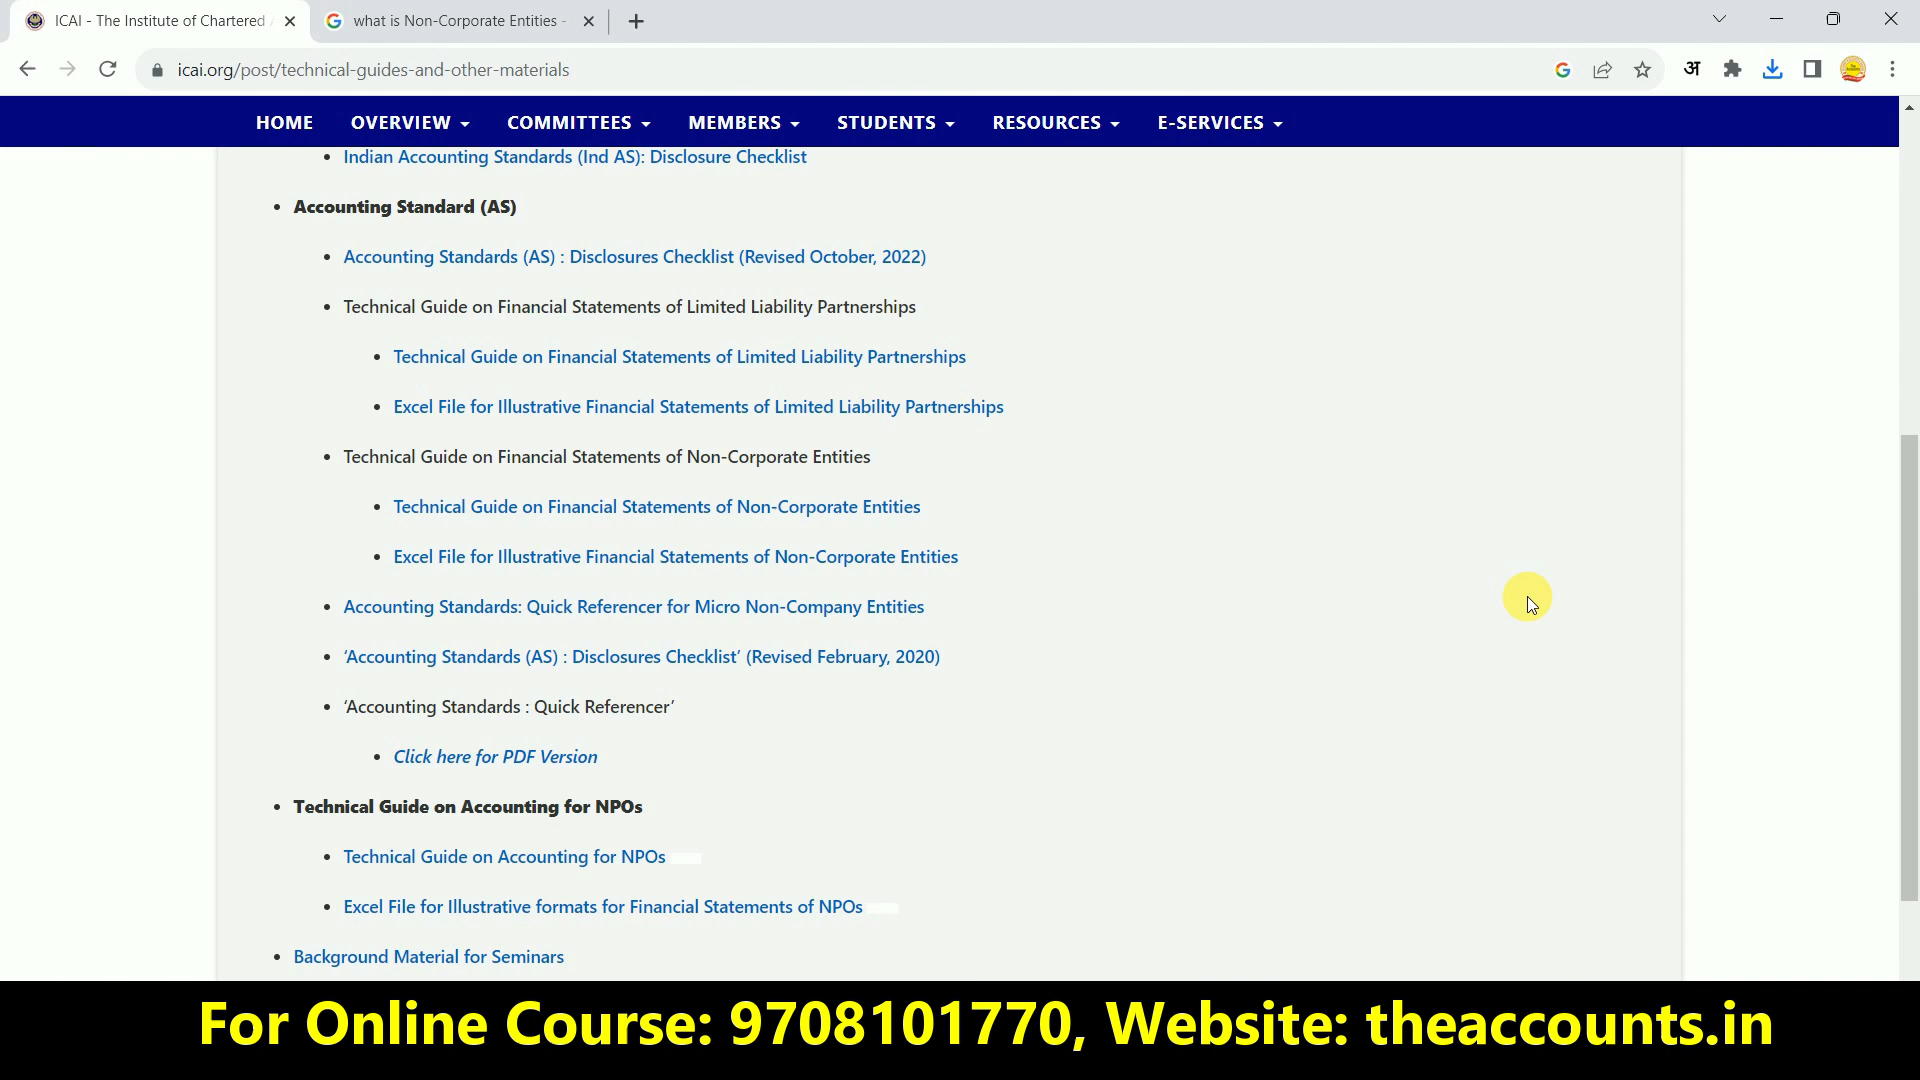 ICAI - The Institute of Chartered A
what is Non-Corporate Entities -
icai.org/post/technical-guides-and-other-materials
अ
HOME OVERVIEW COMMITTEES MEMBERS STUDENTS RESOURCES E-SERVICES
Indian Accounting Standards (Ind AS): Disclosure Checklist
Accounting Standard (AS)
Accounting Standards (AS) : Disclosures Checklist (Revised October, 2022)
Technical Guide on Financial Statements of Limited Liability Partnerships
Technical Guide on Financial Statements of Limited Liability Partnerships
Excel File for Illustrative Financial Statements of Limited Liability Partnerships
Technical Guide on Financial Statements of Non-Corporate Entities
Technical Guide on Financial Statements of Non-Corporate Entities
Excel File for Illustrative Financial Statements of Non-Corporate Entities
Accounting Standards: Quick Referencer for Micro Non-Company Entities
‘Accounting Standards (AS) : Disclosures Checklist’ (Revised February, 2020)
‘Accounting Standards : Quick Referencer’
Click here for PDF Version
Technical Guide on Accounting for NPOs
Technical Guide on Accounting for NPOs
Excel File for Illustrative formats for Financial Statements of NPOs
Background Material for Seminars
For Online Course: 9708101770, Website: theaccounts.in